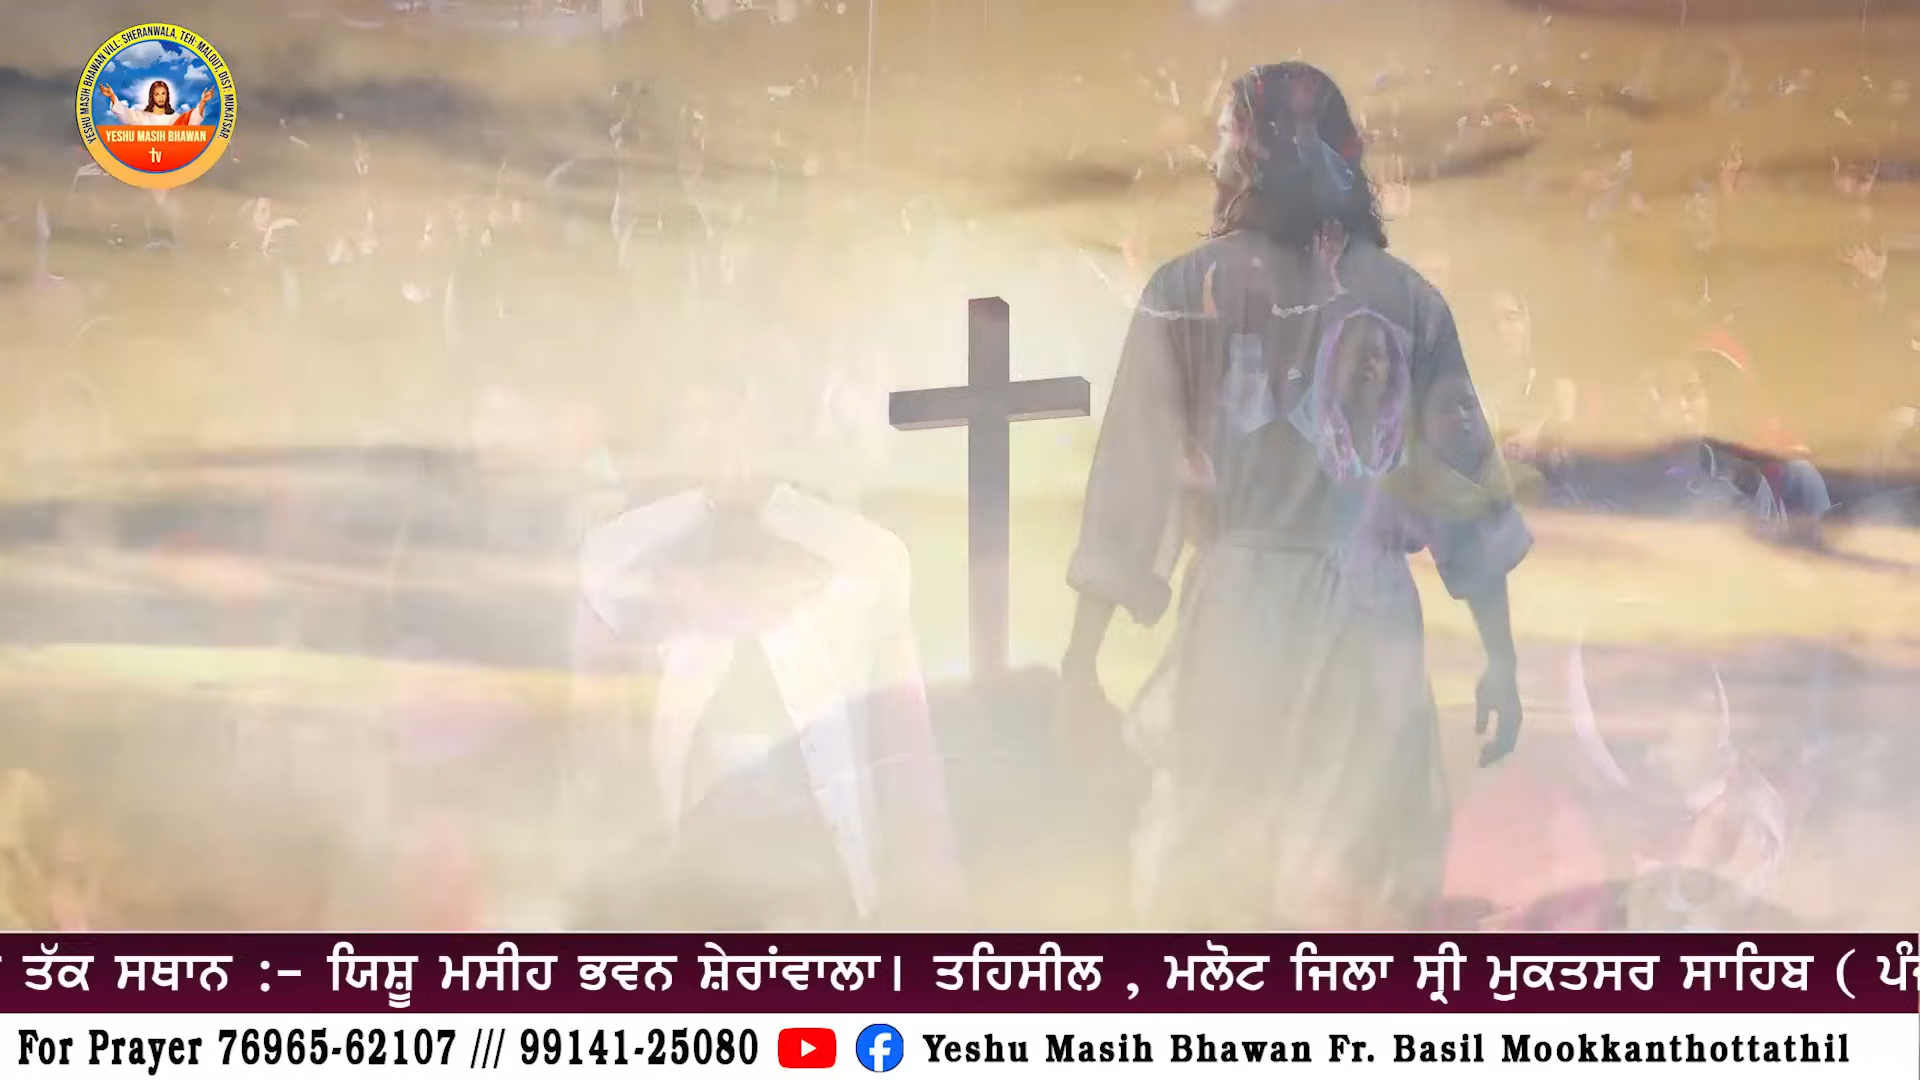 YESHU MASIH BHAWAN VILL: SHERANWALA, TEH: MALOUT, DIST: MUKATSAR
YESHU MASIH BHAWAN
tv
ਤੱਕ ਸਥਾਨ :- ਯਿਸ਼ੂ ਮਸੀਹ ਭਵਨ ਸ਼ੇਰਾਂਵਾਲਾ। ਤਹਿਸੀਲ , ਮਲੋਟ ਜਿਲਾ ਸ੍ਰੀ ਮੁਕਤਸਰ ਸਾਹਿਬ (
For Prayer 76965-62107 /// 99141-25080 Yeshu Masih Bhawan Fr. Basil Mookkanthottathil